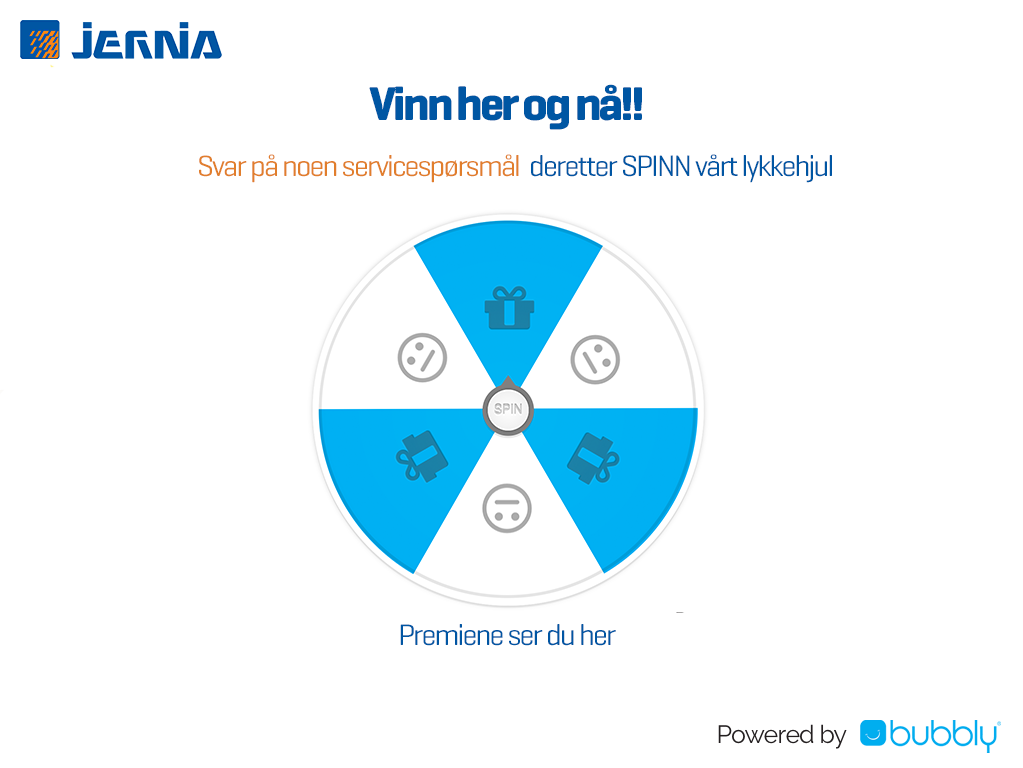 JERNIA
Vinn her og nå!!
Svar på noen servicespørsmål deretter SPINN vårt lykkehjul
SPIN
Premiene ser du her
Powered by bubbly®